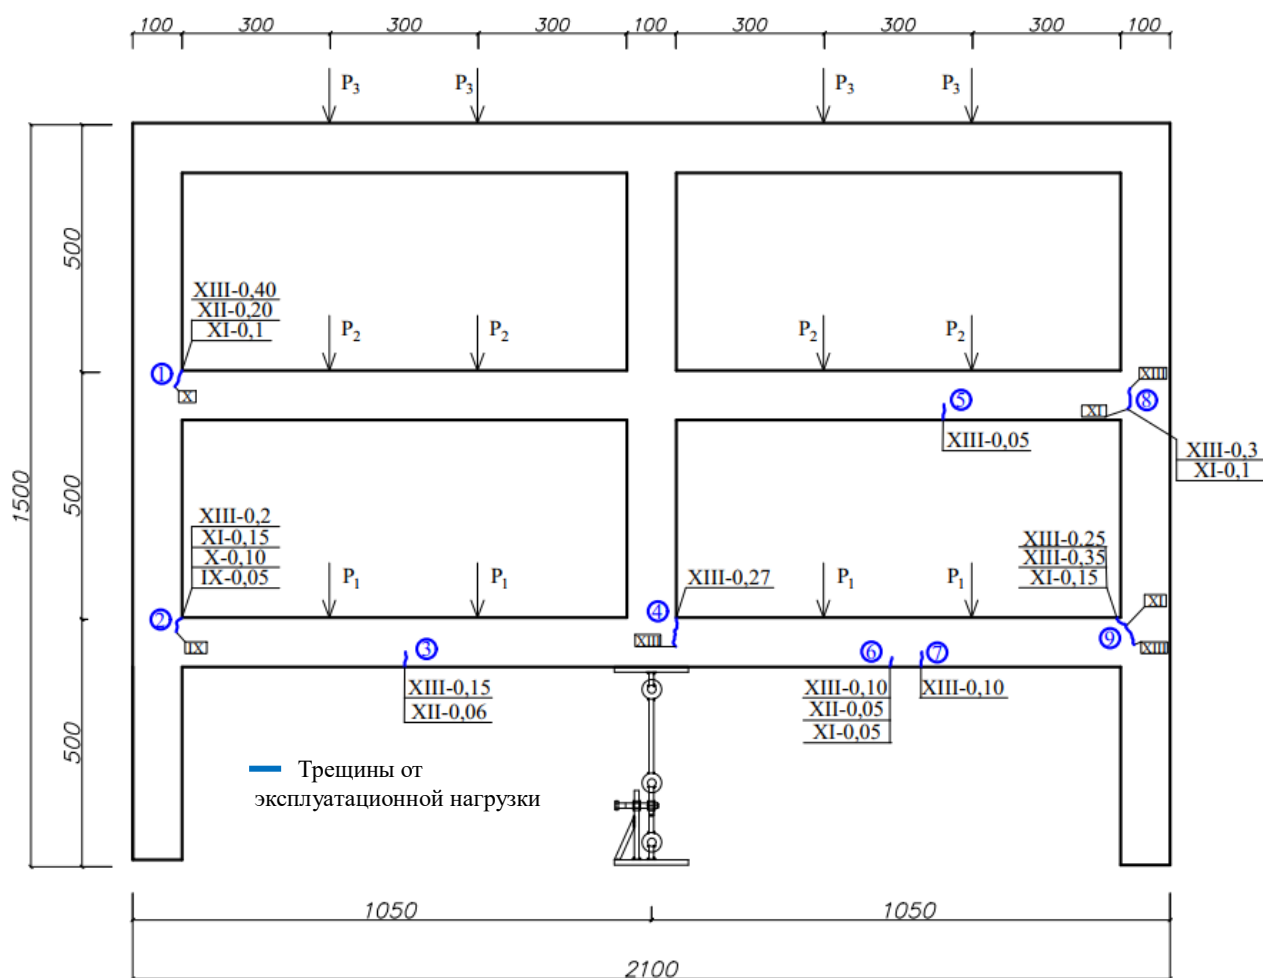 100 300 300 300 100 300 300 300 100
P3 P3 P3 P3
500
XIII-0,40
XII-0,20
XI-0,1
P2 P2 P2 P2
1
X
5
XIII
XI
8
XIII-0,05
XIII-0,3
XI-0,1
1500
500
XIII-0,2
XI-0,15
X-0,10
IX-0,05
P1 P1
XIII-0,27
P1 P1
XIII-0.25
XIII-0,35
XI-0,15
2
IX
3
4
XIII
6
7
XI
9
XIII
XIII-0,15
XII-0,06
XIII-0,10
XII-0,05
XI-0,05
XIII-0,10
500
Трещины от
эксплуатационной нагрузки
1050 1050
2100